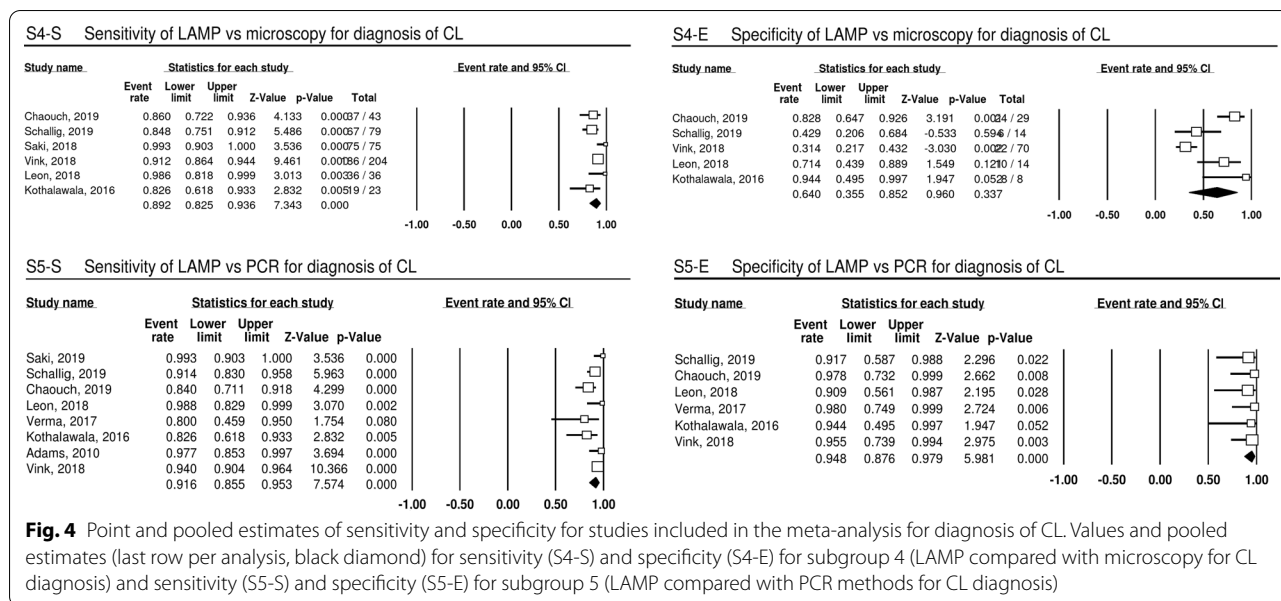 S4-S Sensitivity of LAMP vs microscopy for diagnosis of CL
Study name Statistics for each study Event rate and 95% CI
Event rate Lower limit Upper limit Z-Value p-Value Total
Chaouch, 2019 0.860 0.722 0.936 4.133 0.000 37 / 43
Schallig, 2019 0.848 0.751 0.912 5.486 0.000 67 / 79
Saki, 2018 0.993 0.903 1.000 3.536 0.000 75 / 75
Vink, 2018 0.912 0.864 0.944 9.461 0.000 186 / 204
Leon, 2018 0.986 0.818 0.999 3.013 0.003 36 / 36
Kothalawala, 2016 0.826 0.618 0.933 2.832 0.005 19 / 23
0.892 0.825 0.936 7.343 0.000
-1.00 -0.50 0.00 0.50 1.00
S4-E Specificity of LAMP vs microscopy for diagnosis of CL
Study name Statistics for each study Event rate and 95% CI
Event rate Lower limit Upper limit Z-Value p-Value Total
Chaouch, 2019 0.828 0.647 0.926 3.191 0.001 24 / 29
Schallig, 2019 0.429 0.206 0.684 -0.533 0.594 6 / 14
Vink, 2018 0.314 0.217 0.432 -3.030 0.002 22 / 70
Leon, 2018 0.714 0.439 0.889 1.549 0.121 10 / 14
Kothalawala, 2016 0.944 0.495 0.997 1.947 0.052 8 / 8
0.640 0.355 0.852 0.960 0.337
-1.00 -0.50 0.00 0.50 1.00
S5-S Sensitivity of LAMP vs PCR for diagnosis of CL
Study name Statistics for each study Event rate and 95% CI
Event rate Lower limit Upper limit Z-Value p-Value
Saki, 2019 0.993 0.903 1.000 3.536 0.000
Schallig, 2019 0.914 0.830 0.958 5.963 0.000
Chaouch, 2019 0.840 0.711 0.918 4.299 0.000
Leon, 2018 0.988 0.829 0.999 3.070 0.002
Verma, 2017 0.800 0.459 0.950 1.754 0.080
Kothalawala, 2016 0.826 0.618 0.933 2.832 0.005
Adams, 2010 0.977 0.853 0.997 3.694 0.000
Vink, 2018 0.940 0.904 0.964 10.366 0.000
0.916 0.855 0.953 7.574 0.000
-1.00 -0.50 0.00 0.50 1.00
S5-E Specificity of LAMP vs PCR for diagnosis of CL
Study name Statistics for each study Event rate and 95% CI
Event rate Lower limit Upper limit Z-Value p-Value
Schallig, 2019 0.917 0.587 0.988 2.296 0.022
Chaouch, 2019 0.978 0.732 0.999 2.662 0.008
Leon, 2018 0.909 0.561 0.987 2.195 0.028
Verma, 2017 0.980 0.749 0.999 2.724 0.006
Kothalawala, 2016 0.944 0.495 0.997 1.947 0.052
Vink, 2018 0.955 0.739 0.994 2.975 0.003
0.948 0.876 0.979 5.981 0.000
-1.00 -0.50 0.00 0.50 1.00
Fig. 4 Point and pooled estimates of sensitivity and specificity for studies included in the meta-analysis for diagnosis of CL. Values and pooled
estimates (last row per analysis, black diamond) for sensitivity (S4-S) and specificity (S4-E) for subgroup 4 (LAMP compared with microscopy for CL
diagnosis) and sensitivity (S5-S) and specificity (S5-E) for subgroup 5 (LAMP compared with PCR methods for CL diagnosis)